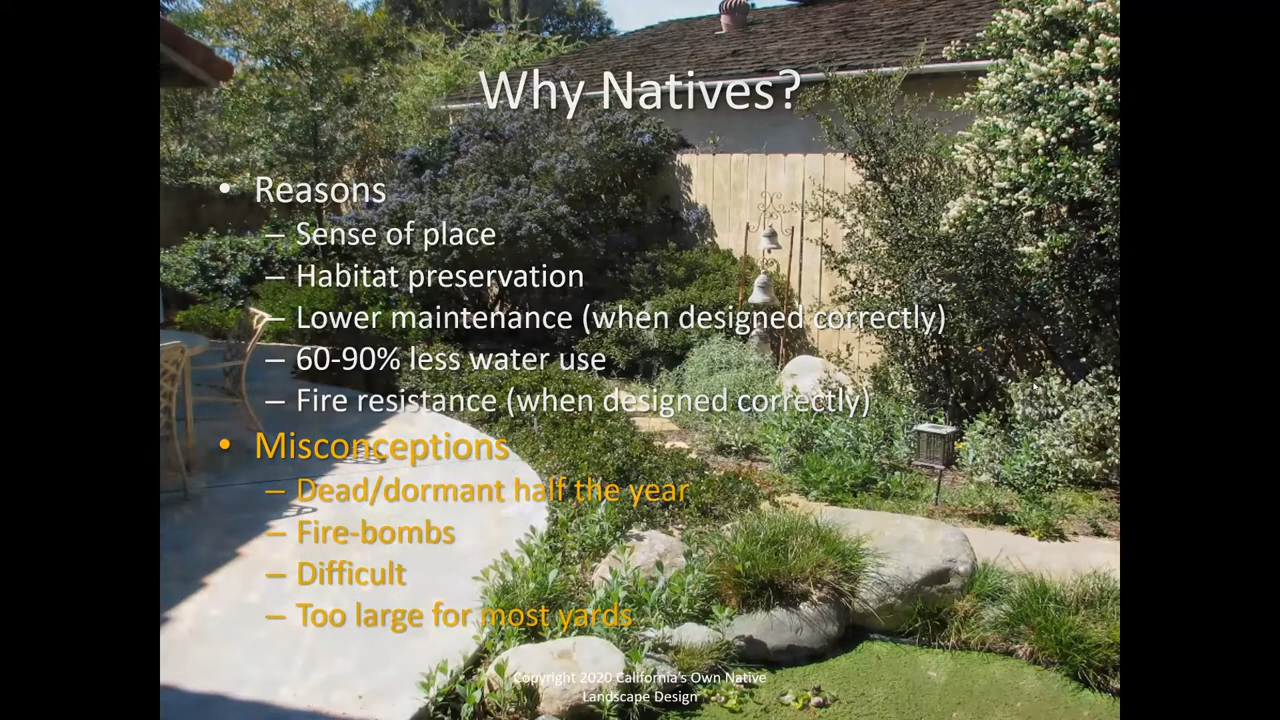 Why Natives?
• Reasons
– Sense of place
– Habitat preservation
– Lower maintenance (when designed correctly)
– 60-90% less water use
– Fire resistance (when designed correctly)
• Misconceptions
– Dead/dormant half the year
– Fire-bombs
– Difficult
– Too large for most yards
Copyright 2020 California's Own Native
Landscape Design